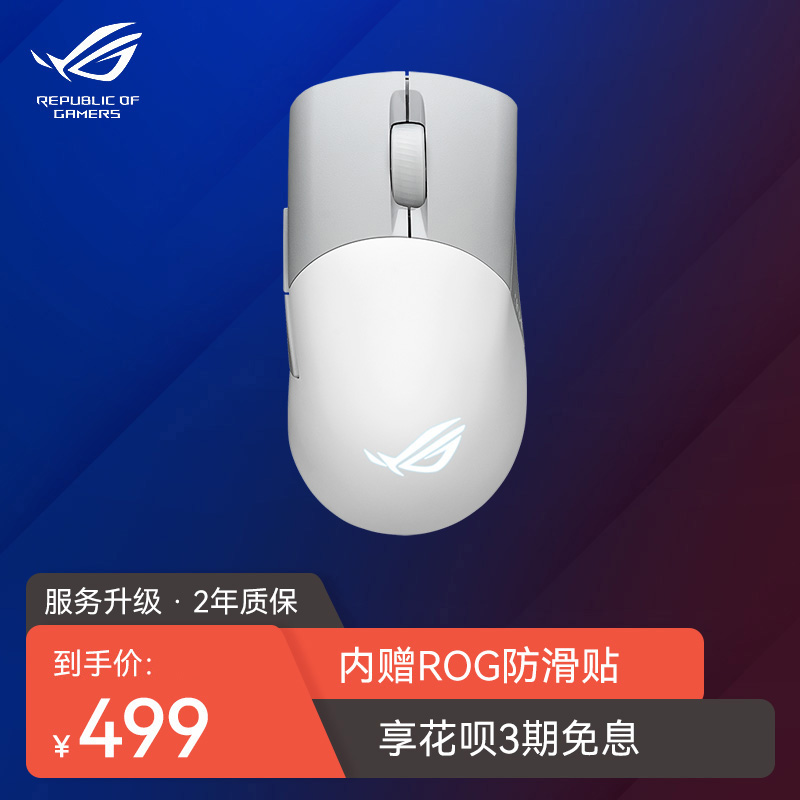 REPUBLIC OF
GAMERS
服务升级 · 2年质保
到手价:
¥499
内赠ROG防滑贴
享花呗3期免息